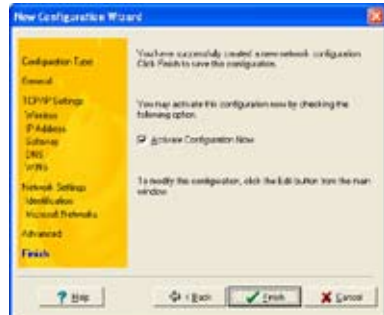 New Configuration Wizard
Configuration Type
General
TCP/IP Settings
Wireless
IP Address
Gateway
DNS
WINS
Network Settings
Identification
Microsoft Networks
Advanced
Finish
You have successfully created a new network configuration.
Click Finish to save the configuration.
You may activate this configuration now by checking the
following option.
Activate Configuration Now
To modify this configuration, click the Edit button from the main
window.
Help
< Back
Finish
Cancel